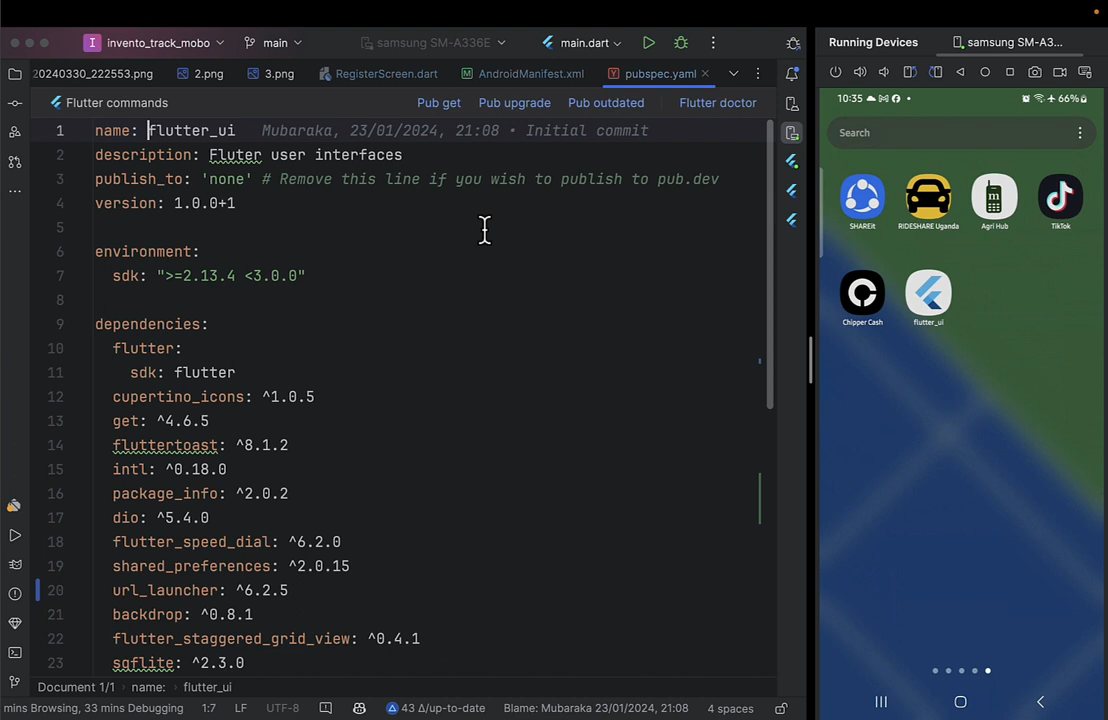 I invento_track_mobo main samsung SM-A336E main.dart
20240330_222553.png 2.png 3.png RegisterScreen.dart AndroidManifest.xml pubspec.yaml
Flutter commands Pub get Pub upgrade Pub outdated Flutter doctor
1 name: flutter_ui Mubaraka, 23/01/2024, 21:08 • Initial commit
2 description: Fluter user interfaces
3 publish_to: 'none' # Remove this line if you wish to publish to pub.dev
4 version: 1.0.0+1
5
6 environment:
7 sdk: ">=2.13.4 <3.0.0"
8
9 dependencies:
10 flutter:
11 sdk: flutter
12 cupertino_icons: ^1.0.5
13 get: ^4.6.5
14 fluttertoast: ^8.1.2
15 intl: ^0.18.0
16 package_info: ^2.0.2
17 dio: ^5.4.0
18 flutter_speed_dial: ^6.2.0
19 shared_preferences: ^2.0.15
20 url_launcher: ^6.2.5
21 backdrop: ^0.8.1
22 flutter_staggered_grid_view: ^0.4.1
23 sqflite: ^2.3.0
Document 1/1 › name: › flutter_ui
mins Browsing, 33 mins Debugging 1:7 LF UTF-8 43 Δ/up-to-date Blame: Mubaraka 23/01/2024, 21:08 4 spaces
Running Devices samsung SM-A3...
10:35 66%
Search
SHAREit RIDESHARE Uganda Agri Hub TikTok
Chipper Cash flutter_ui